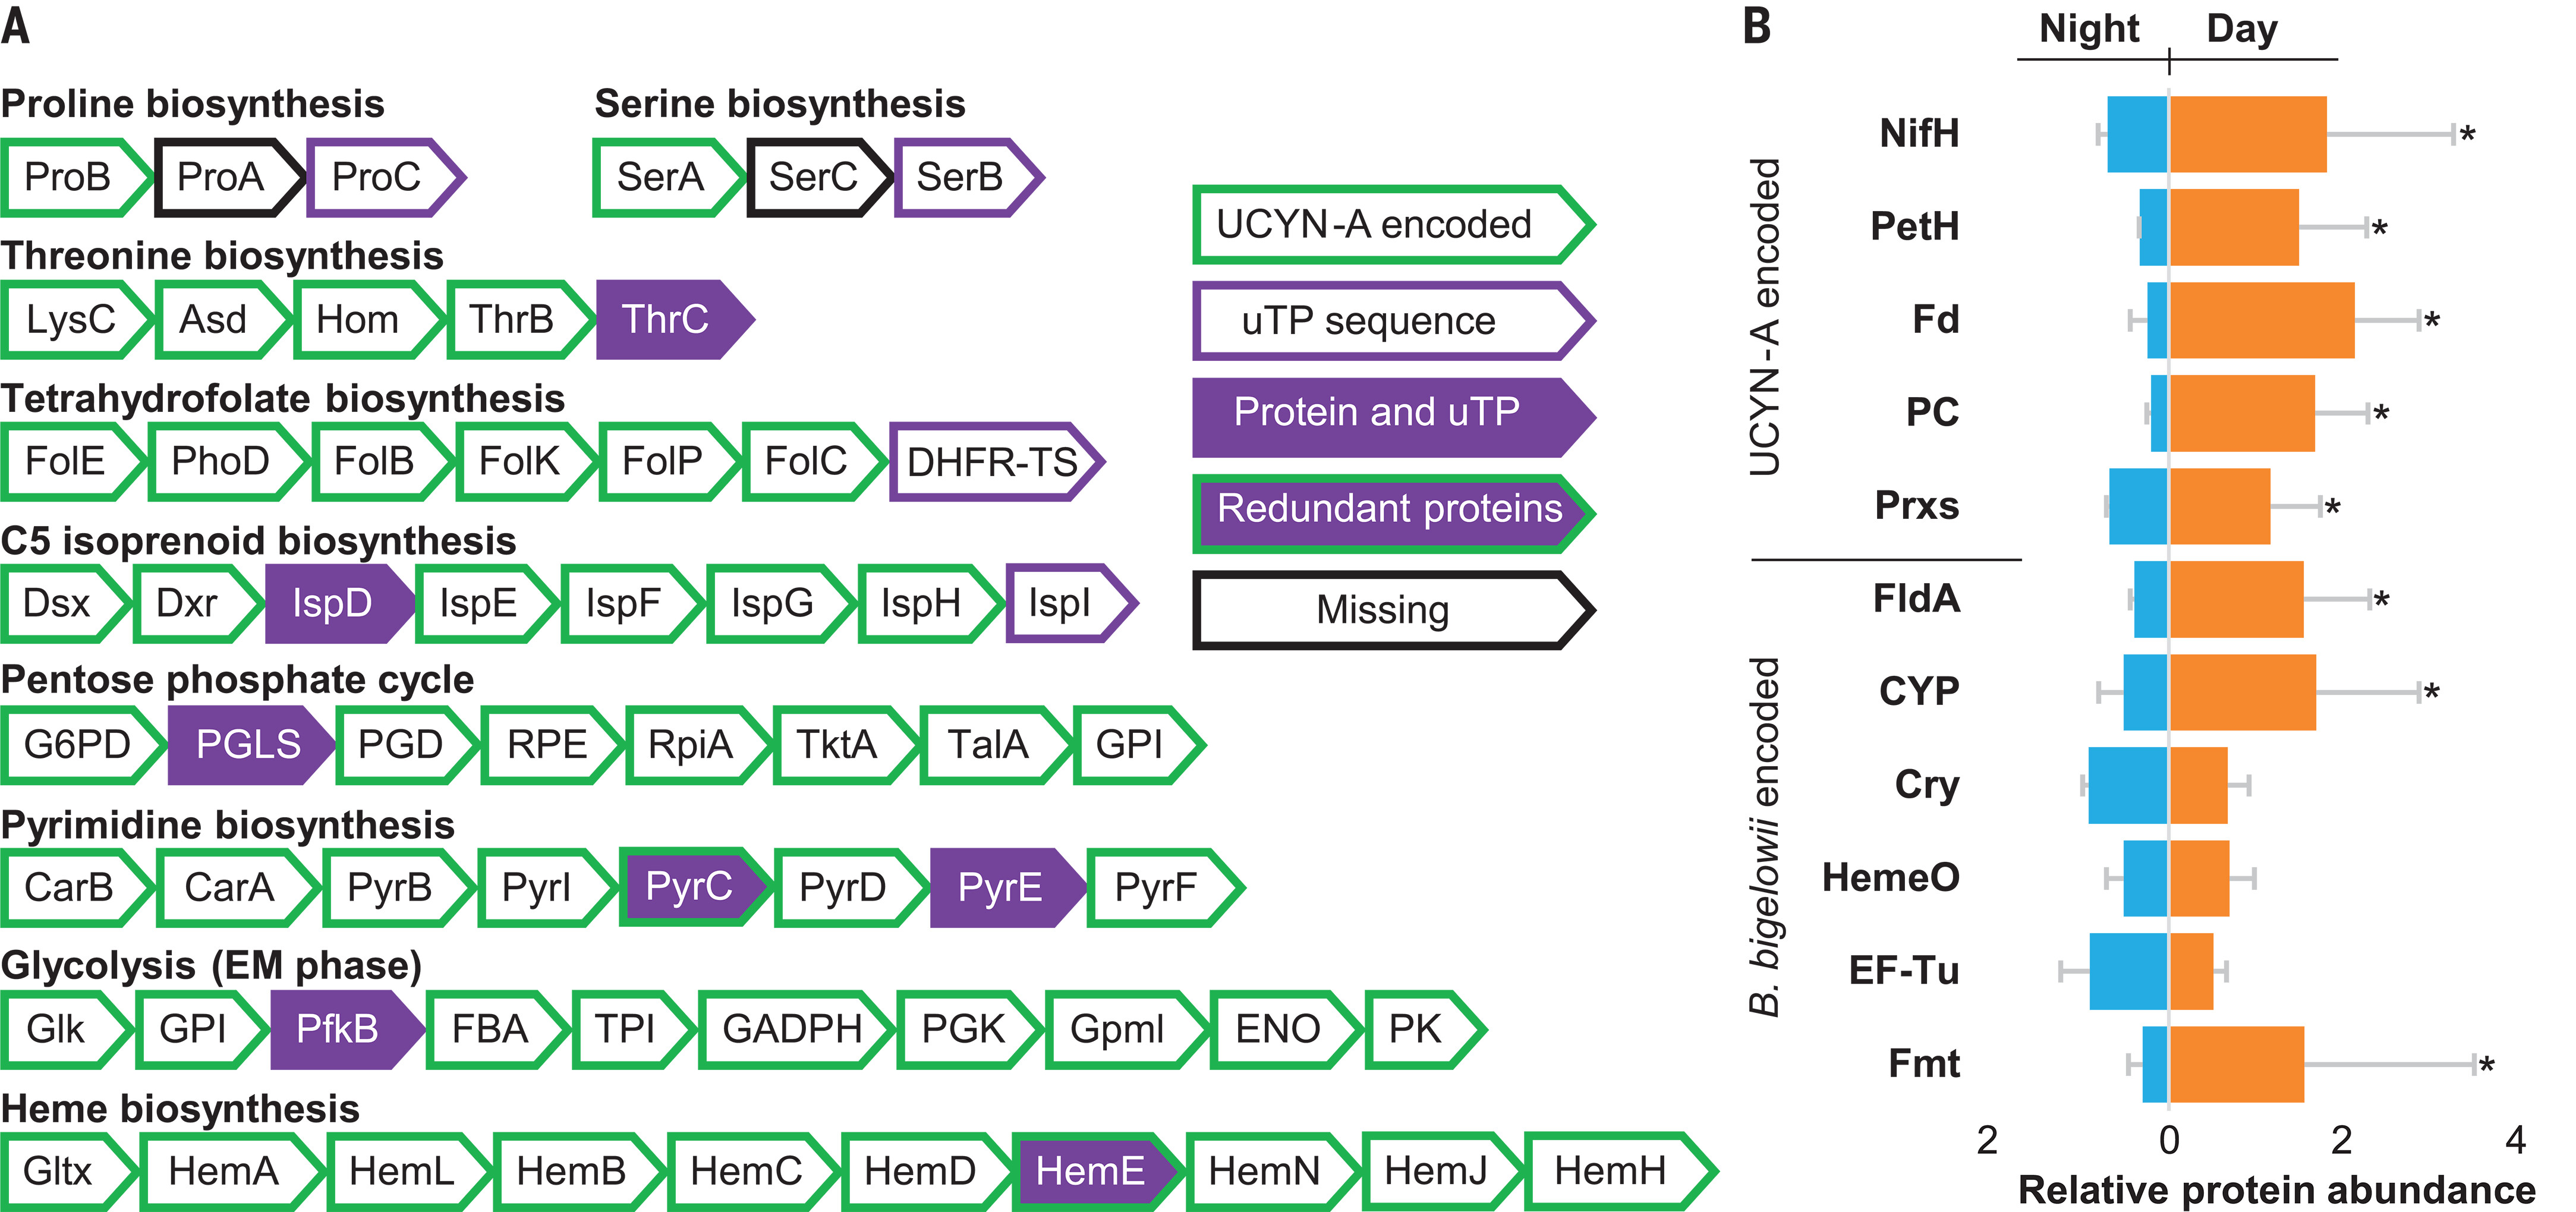 A
Proline biosynthesis
ProB ProA ProC
Serine biosynthesis
SerA SerC SerB
Threonine biosynthesis
LysC Asd Hom ThrB ThrC
Tetrahydrofolate biosynthesis
FolE PhoD FolB FolK FolP FolC DHFR-TS
C5 isoprenoid biosynthesis
Dsx Dxr IspD IspE IspF IspG IspH IspI
Pentose phosphate cycle
G6PD PGLS PGD RPE RpiA TktA TalA GPI
Pyrimidine biosynthesis
CarB CarA PyrB PyrI PyrC PyrD PyrE PyrF
Glycolysis (EM phase)
Glk GPI PfkB FBA TPI GADPH PGK GpmI ENO PK
Heme biosynthesis
Gltx HemA HemL HemB HemC HemD HemE HemN HemJ HemH
UCYN-A encoded
uTP sequence
Protein and uTP
Redundant proteins
Missing
B
Night Day
UCYN-A encoded
NifH *
PetH *
Fd *
PC *
Prxs *
B. bigelowii encoded
FldA *
CYP *
Cry
HemeO
EF-Tu
Fmt *
2 0 2 4
Relative protein abundance